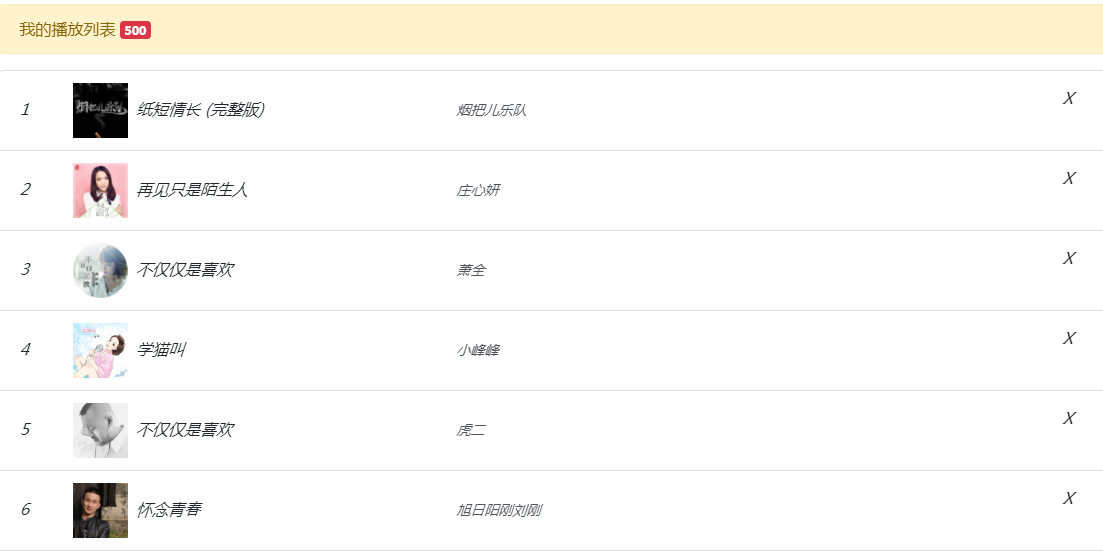 我的播放列表 500
1 纸短情长 (完整版) 烟把儿乐队 X
2 再见只是陌生人 庄心妍 X
3 不仅仅是喜欢 萧全 X
4 学猫叫 小峰峰 X
5 不仅仅是喜欢 虎二 X
6 怀念青春 旭日阳刚刘刚 X